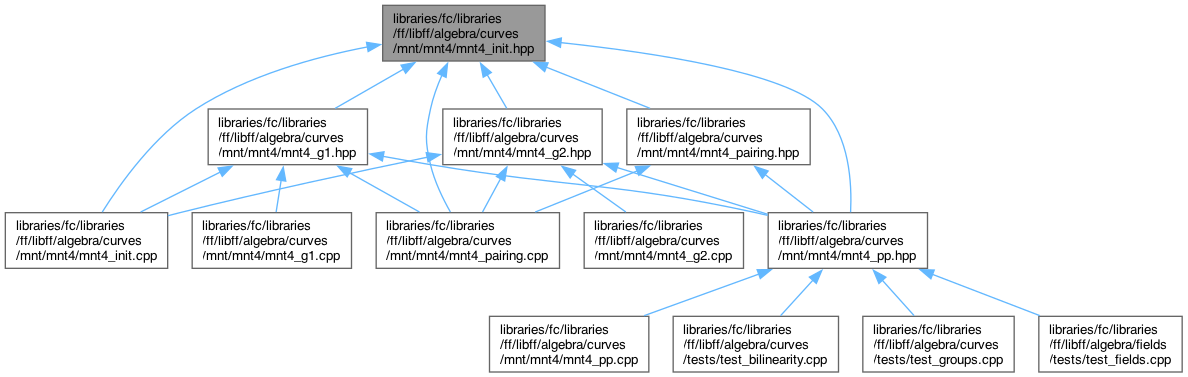 libraries/fc/libraries
/ff/libff/algebra/curves
/mnt/mnt4/mnt4_init.hpp
libraries/fc/libraries
/ff/libff/algebra/curves
/mnt/mnt4/mnt4_g1.hpp
libraries/fc/libraries
/ff/libff/algebra/curves
/mnt/mnt4/mnt4_g2.hpp
libraries/fc/libraries
/ff/libff/algebra/curves
/mnt/mnt4/mnt4_pairing.hpp
libraries/fc/libraries
/ff/libff/algebra/curves
/mnt/mnt4/mnt4_init.cpp
libraries/fc/libraries
/ff/libff/algebra/curves
/mnt/mnt4/mnt4_g1.cpp
libraries/fc/libraries
/ff/libff/algebra/curves
/mnt/mnt4/mnt4_pairing.cpp
libraries/fc/libraries
/ff/libff/algebra/curves
/mnt/mnt4/mnt4_g2.cpp
libraries/fc/libraries
/ff/libff/algebra/curves
/mnt/mnt4/mnt4_pp.hpp
libraries/fc/libraries
/ff/libff/algebra/curves
/mnt/mnt4/mnt4_pp.cpp
libraries/fc/libraries
/ff/libff/algebra/curves
/tests/test_bilinearity.cpp
libraries/fc/libraries
/ff/libff/algebra/curves
/tests/test_groups.cpp
libraries/fc/libraries
/ff/libff/algebra/fields
/tests/test_fields.cpp